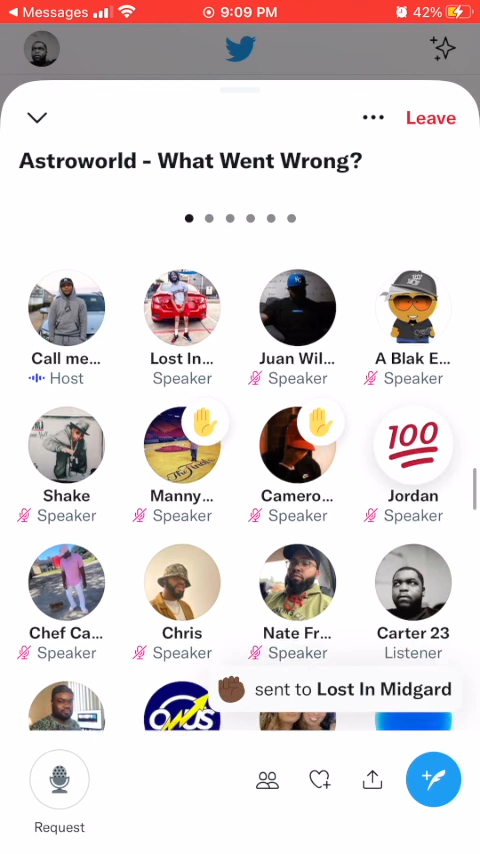 Messages 9:09 PM 42%
Leave
Astroworld - What Went Wrong?
Call me... Lost In... Juan Wil... A Blak E...
Host Speaker Speaker Speaker
100
Shake Manny... Camero... Jordan
Speaker Speaker Speaker Speaker
Chef Ca... Chris Nate Fr... Carter 23
Speaker Speaker Speaker Listener
sent to Lost In Midgard
Request